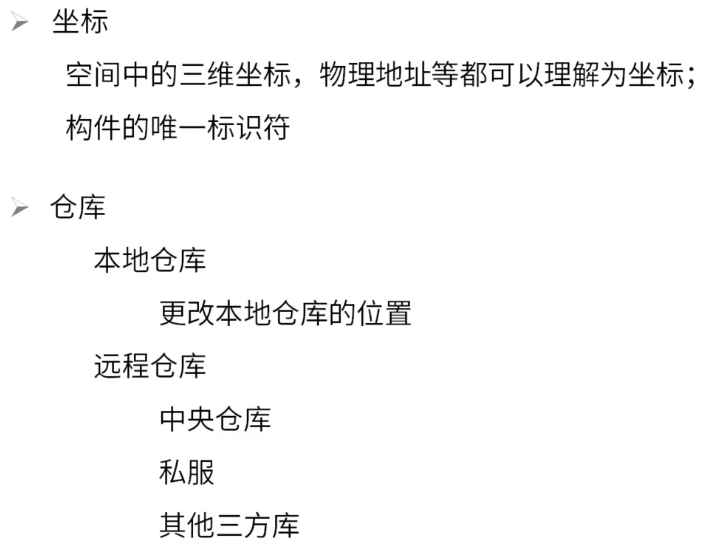 坐标
空间中的三维坐标，物理地址等都可以理解为坐标；
构件的唯一标识符
仓库
本地仓库
更改本地仓库的位置
远程仓库
中央仓库
私服
其他三方库